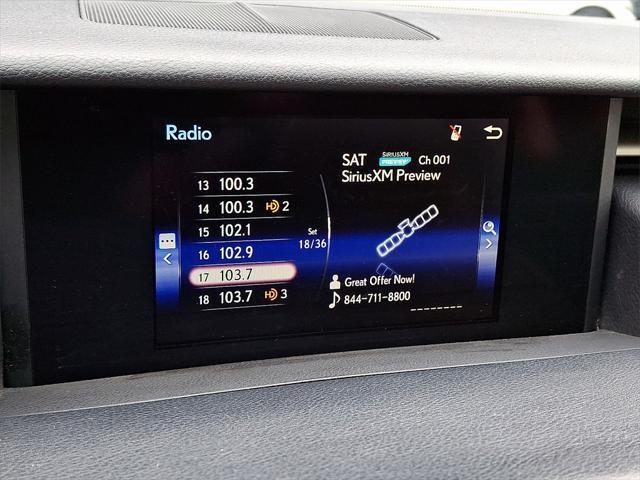 Radio
SAT SIRIUSXM PREVIEW Ch 001
SiriusXM Preview
13 100.3
14 100.3 HD 2
15 102.1
16 102.9
17 103.7
18 103.7 HD 3
Set
18/36
Great Offer Now!
844-711-8800